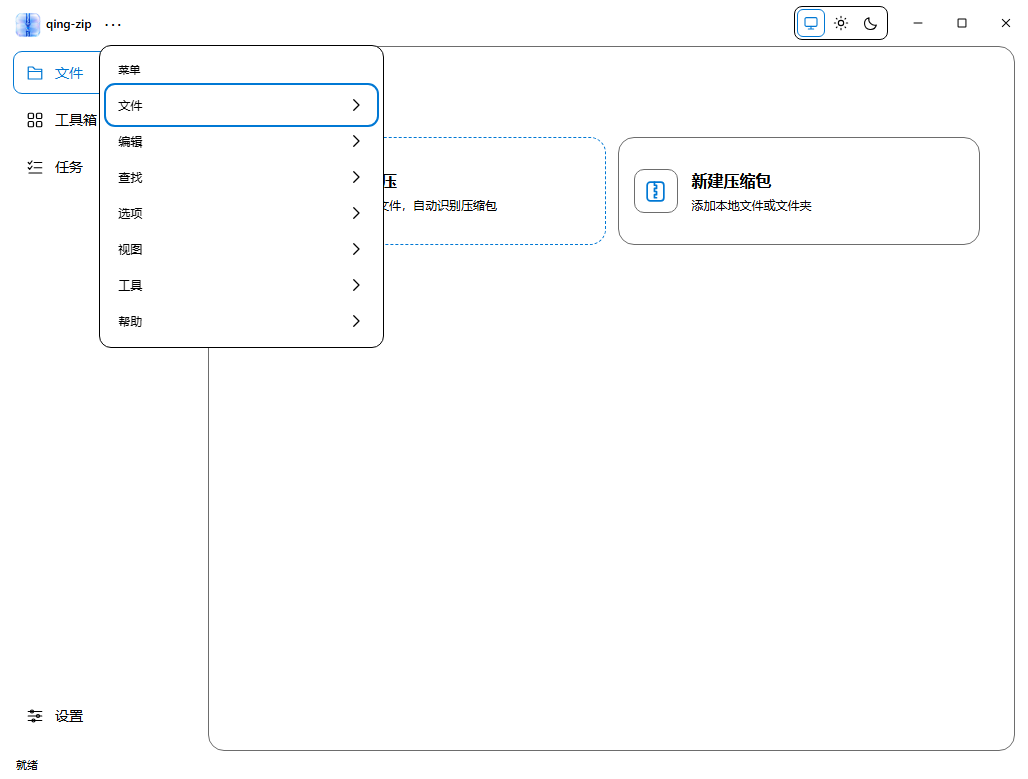 qing-zip ...
文件
工具箱
任务
菜单
文件
编辑
查找
选项
视图
工具
帮助
压
文件，自动识别压缩包
新建压缩包
添加本地文件或文件夹
设置
就绪